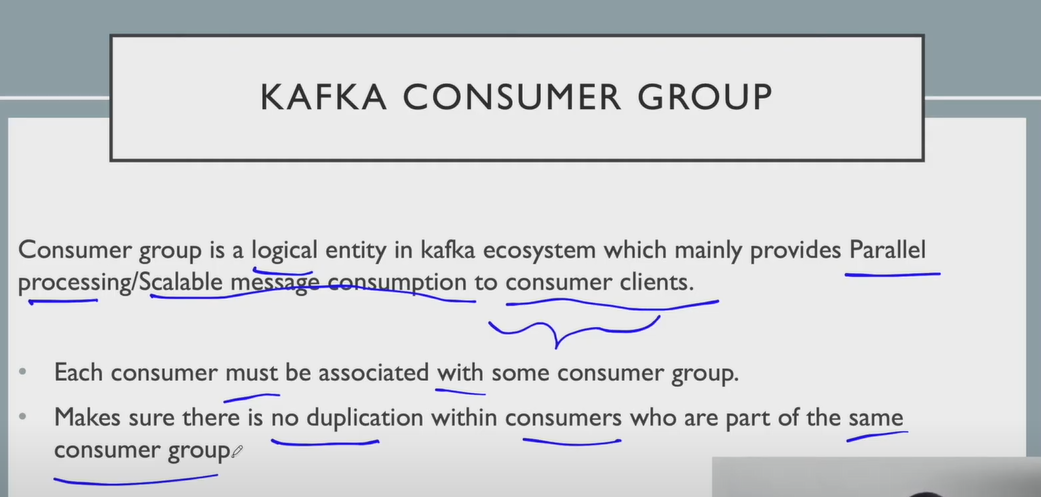 KAFKA CONSUMER GROUP
Consumer group is a logical entity in kafka ecosystem which mainly provides Parallel
processing/Scalable message consumption to consumer clients.
• Each consumer must be associated with some consumer group.
• Makes sure there is no duplication within consumers who are part of the same
consumer group